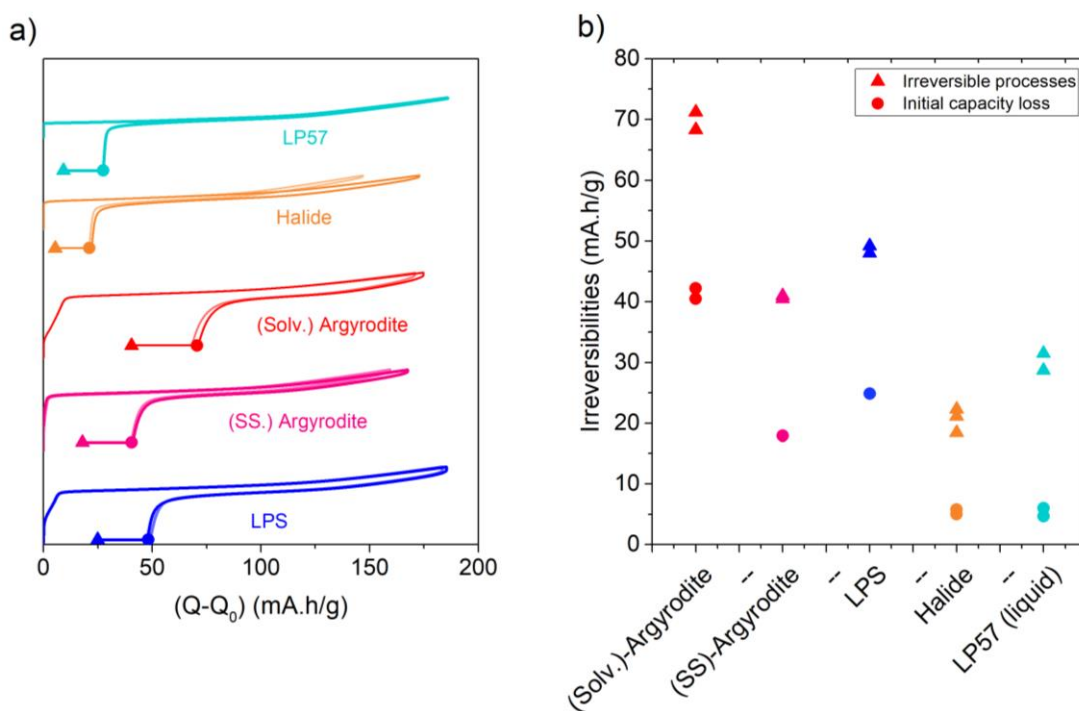 a)
LP57
Halide
(Solv.) Argyrodite
(SS.) Argyrodite
LPS
0
50
100
150
200
(Q-Q₀) (mA.h/g)
b)
Irreversibilities (mA.h/g)
80
70
60
50
40
30
20
10
0
Irreversible processes
Initial capacity loss
(Solv.)-Argyrodite
--
(SS)-Argyrodite
--
LPS
--
Halide
--
LP57 (liquid)